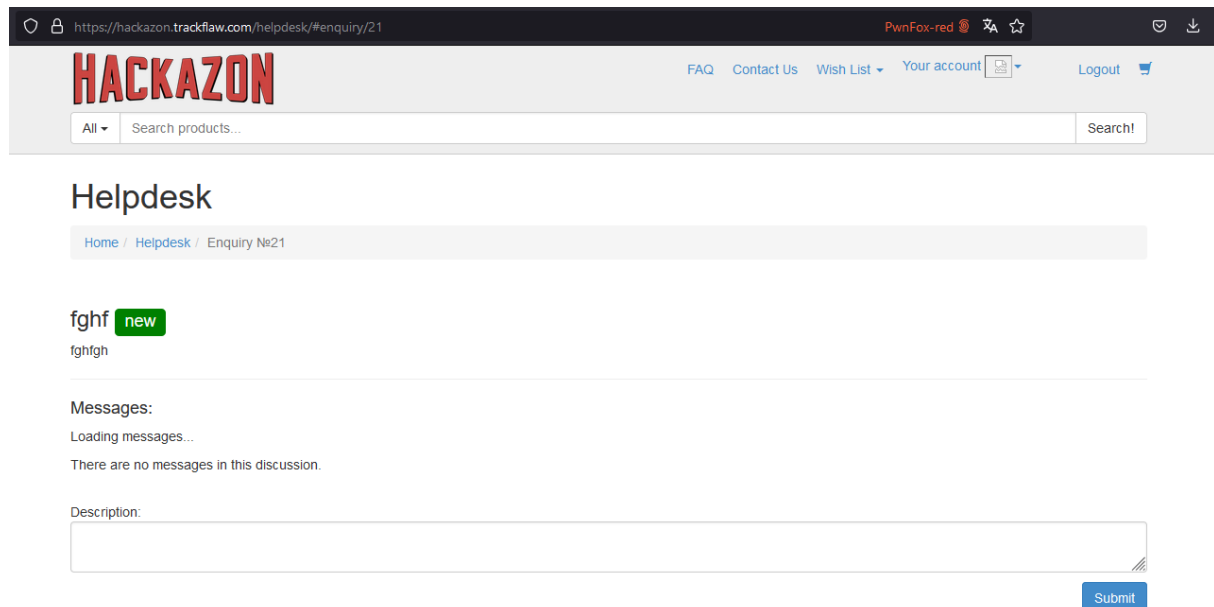 https://hackazon.trackflaw.com/helpdesk/#enquiry/21 PwnFox-red
HACKAZON FAQ Contact Us Wish List Your account Logout
All Search products... Search!
Helpdesk
Home / Helpdesk / Enquiry №21
fghf new
fghfgh
Messages:
Loading messages...
There are no messages in this discussion.
Description:
Submit